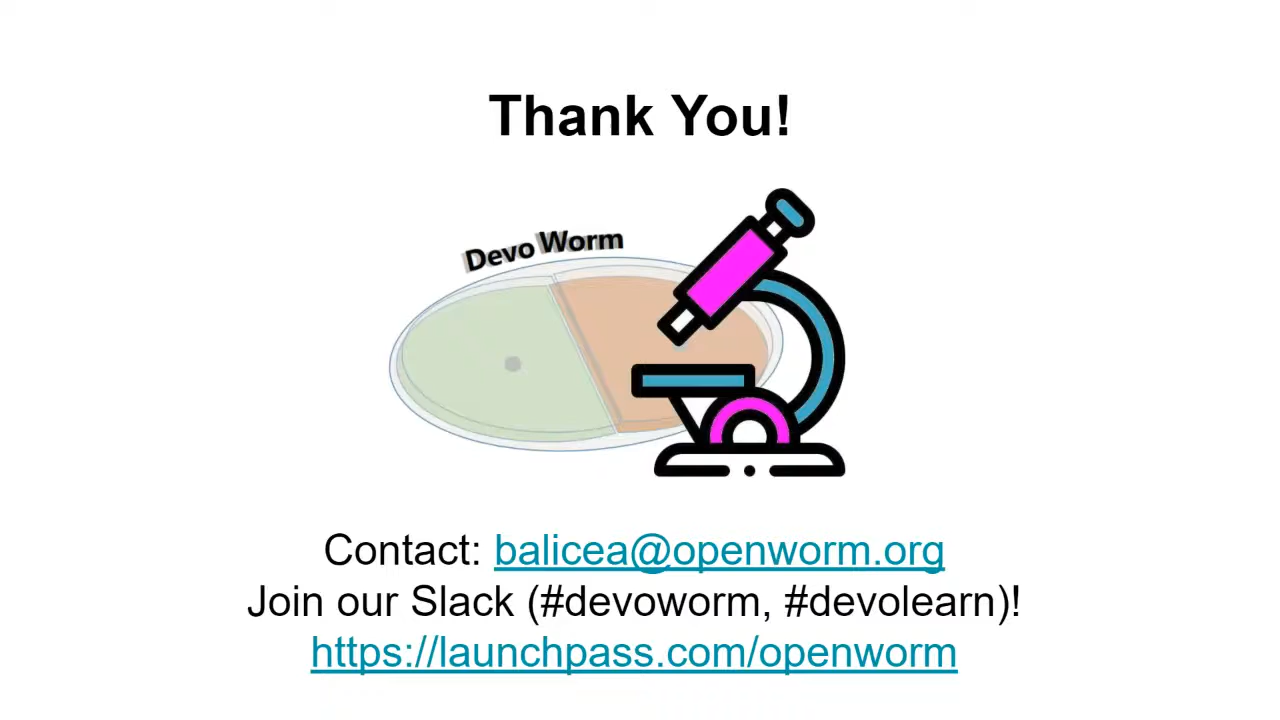 Thank You!
Devo Worm
Contact: balicea@openworm.org
Join our Slack (#devoworm, #devolearn)!
https://launchpass.com/openworm